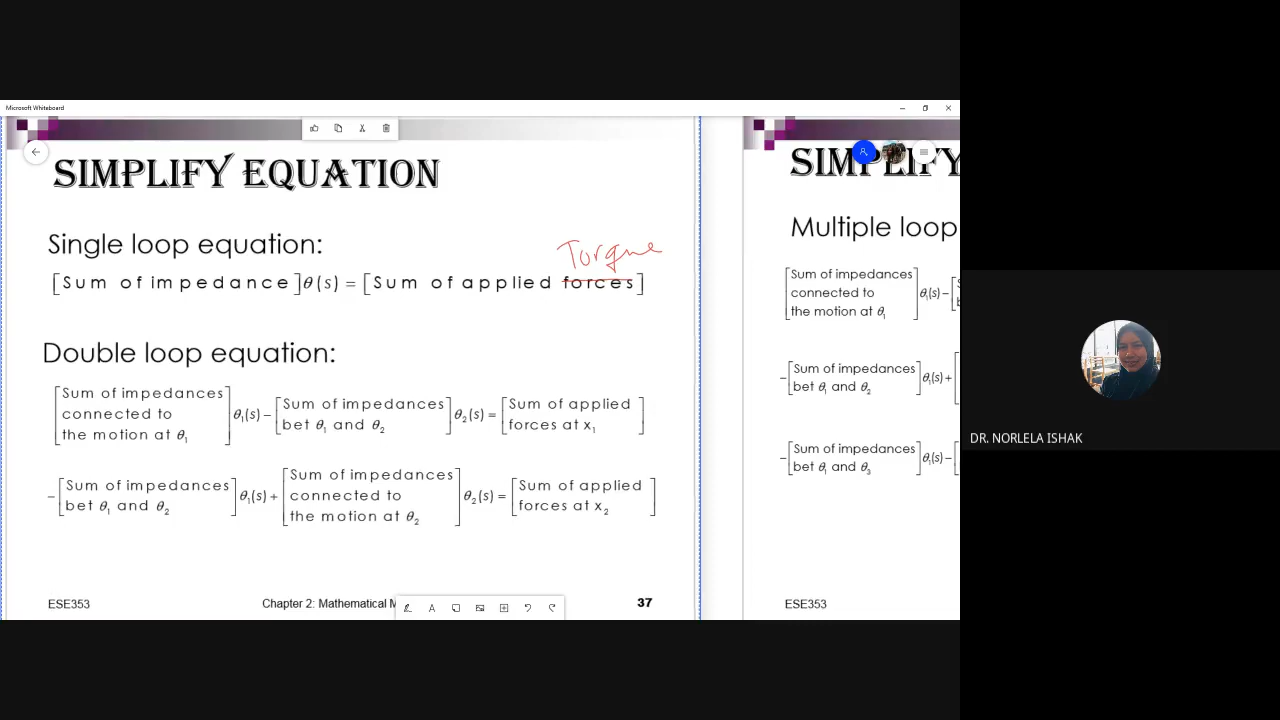 Microsoft Whiteboard
SIMPLIFY EQUATION
Single loop equation:
Torque
[Sum of impedance]θ(s) = [Sum of applied forces]
Double loop equation:
[Sum of impedances connected to the motion at θ1]θ1(s) − [Sum of impedances bet θ1 and θ2]θ2(s) = [Sum of applied forces at x1]
−[Sum of impedances bet θ1 and θ2]θ1(s) + [Sum of impedances connected to the motion at θ2]θ2(s) = [Sum of applied forces at x2]
ESE353
Chapter 2: Mathematical M
37
SIMPLIFY
Multiple loop
[Sum of impedances connected to the motion at θ1]θ1(s) −
−[Sum of impedances bet θ1 and θ2]θ1(s) +
−[Sum of impedances bet θ1 and θ3]θ1(s) −
ESE353
DR. NORLELA ISHAK